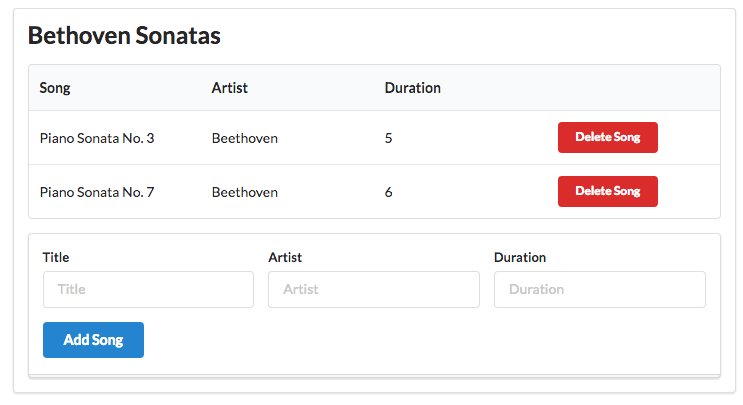 Bethoven Sonatas
Song Artist Duration
Piano Sonata No. 3 Beethoven 5 Delete Song
Piano Sonata No. 7 Beethoven 6 Delete Song
Title Artist Duration
Title Artist Duration
Add Song